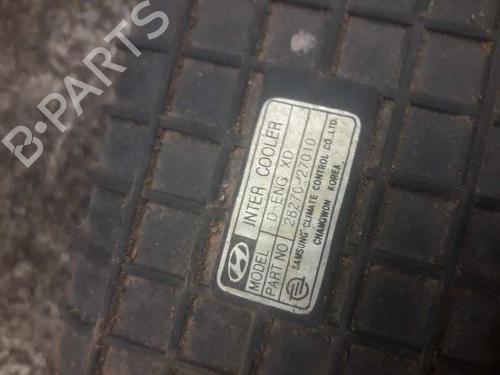 B-PARTS
INTER COOLER
MODEL D-ENG XD
PART NO 28270-27010
SAMSUNG CLIMATE CONTROL CO., LTD.
CHANGWON KOREA